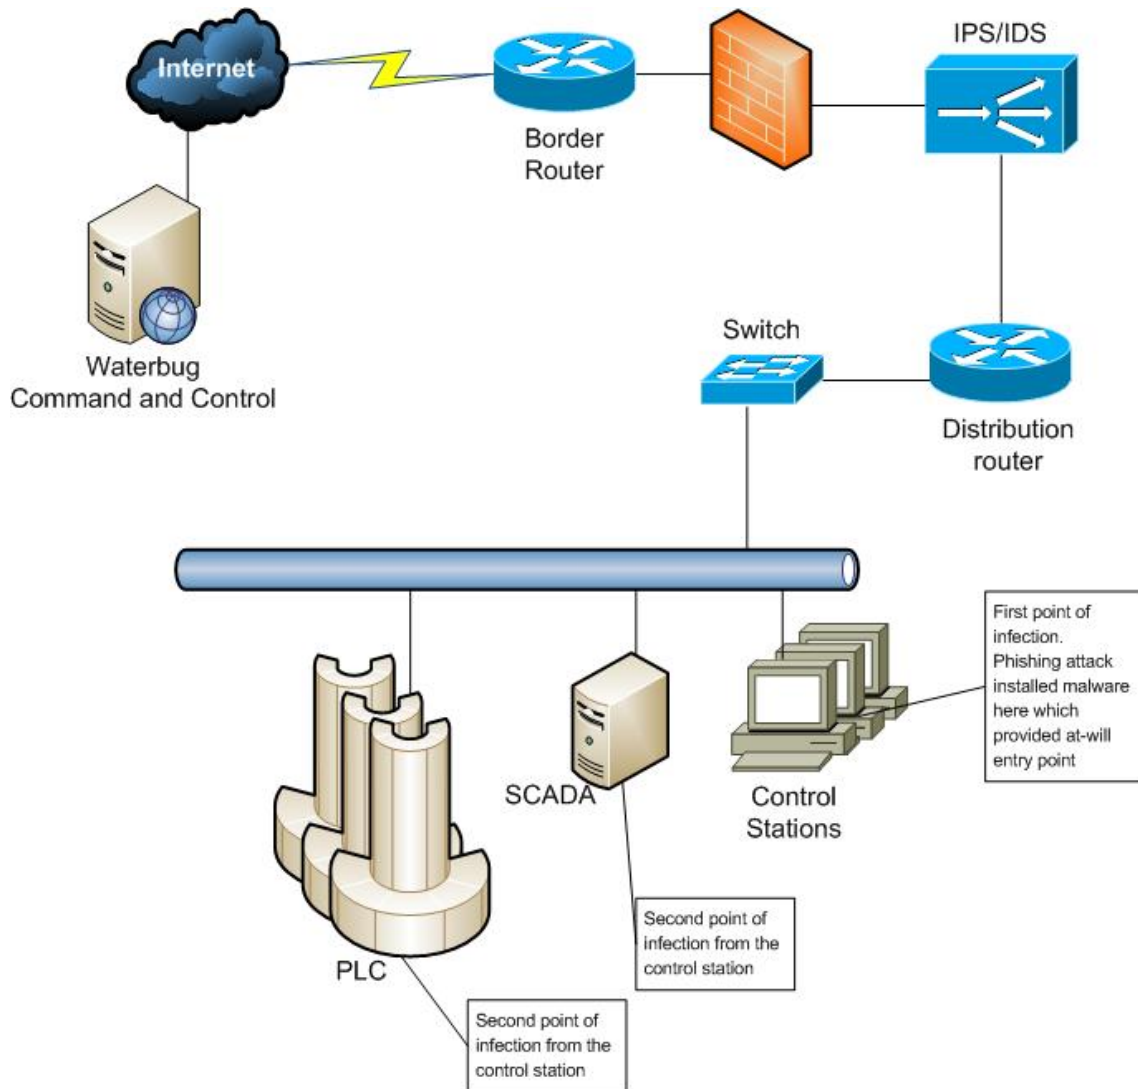 Internet
IPS/IDS
Border
Router
Waterbug
Command and Control
Switch
Distribution
router
First point of
infection.
Phishing attack
installed malware
here which
provided at-will
entry point
SCADA
Control
Stations
Second point of
infection from the
control station
PLC
Second point of
infection from the
control station